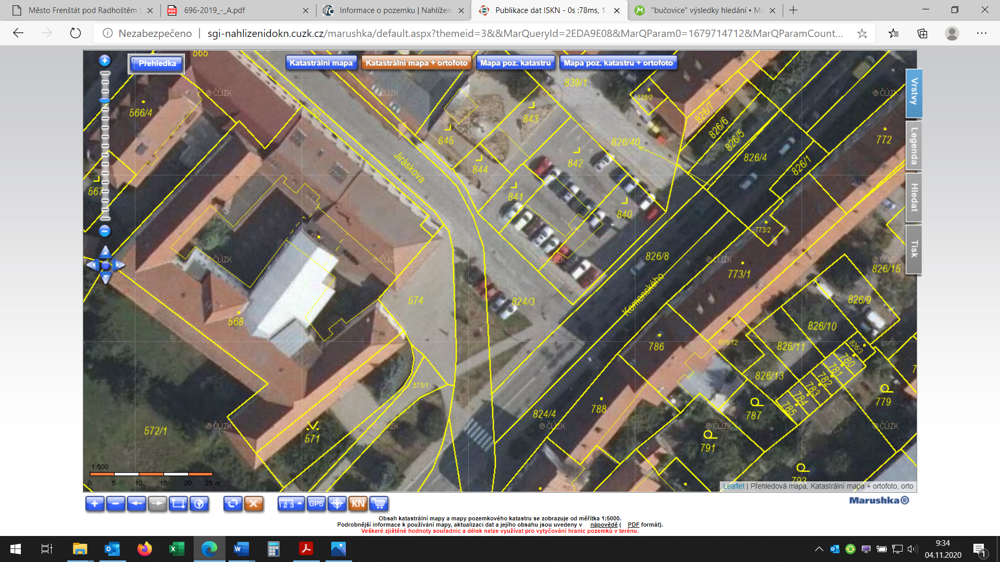 Město Frenštát pod Radhoštěm
696-2019_-_A.pdf
Informace o pozemku | Nahlížen
Publikace dat ISKN - 0s :78ms, 1
"bučovice" výsledky hledání • Ma
Nezabezpečeno
sgi-nahlizenidokn.cuzk.cz/marushka/default.aspx?themeid=3&&MarQueryId=2EDA9E08&MarQParam0=1679714712&MarQParamCount...
Přehledka
Katastrální mapa
Katastrální mapa + ortofoto
Mapa poz. katastru
Mapa poz. katastru + ortofoto
Vrstvy
Legenda
Hledat
Tisk
565
839/1
© ČÚZK
© ČÚZK
© ČÚZK
© ČÚZK
© ČÚZK
838/2
566/4
825
826/7
843
826/6
826/5
845
826/40
772
842
826/4
826/1
844
Jiráskova
567
841
840
773/2
826/8
© ČÚZK
© ČÚZK
© ČÚZK
© ČÚZK
© ČÚZK
826/15
773/1
Komenského
574
824/3
826/9
568
826/10
786
826/12
826/11
826/3
780
781
782
783
784
785
826/13
575/1
779
788
787
824/4
572/1
571
© ČÚZK
© ČÚZK
© ČÚZK
© ČÚZK
© ČÚZK
791
793
1:500
0 5 10 15 20 25 m
Leaflet | Přehledová mapa, Katastrální mapa + ortofoto, orto
1 2 3
GPS
KN
Marushka®
Obsah katastrální mapy a mapy pozemkového katastru se zobrazuje od měřítka 1:5000.
Podrobnější informace k používání mapy, aktualizaci dat a jejího obsahu jsou uvedeny v nápovědě ( PDF formát).
Veškeré zjištěné hodnoty souřadnic a délek nelze využívat pro vytyčování hranic pozemků v terénu.
9:34
04.11.2020
1